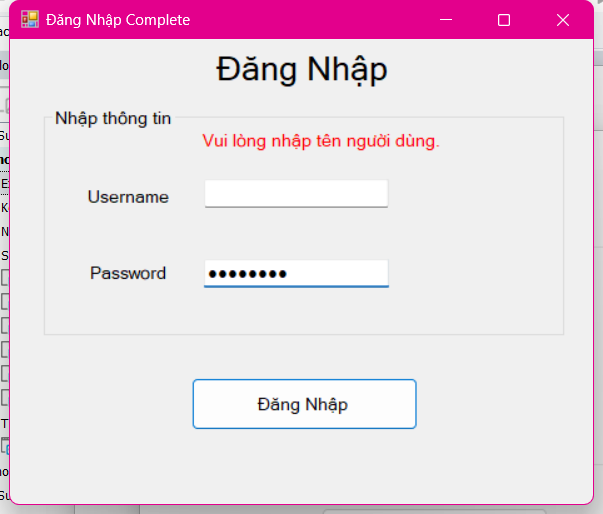 Đăng Nhập Complete
Đăng Nhập
Nhập thông tin
Vui lòng nhập tên người dùng.
Username
Password
Đăng Nhập